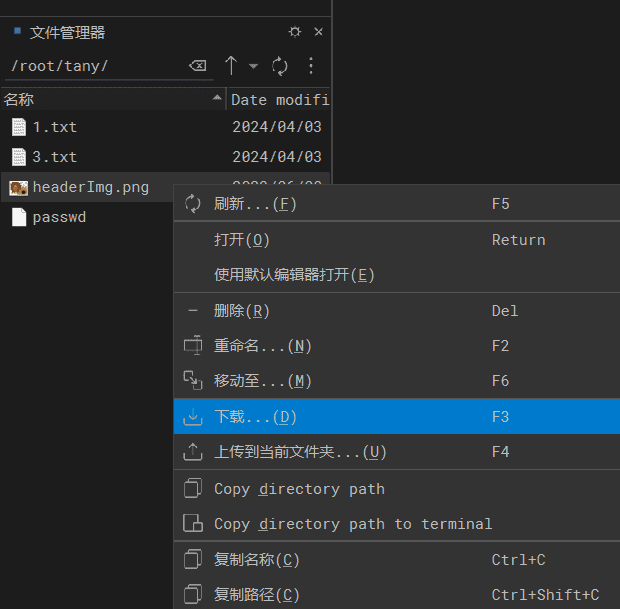 文件管理器
/root/tany/
名称 Date modifi
1.txt 2024/04/03
3.txt 2024/04/03
headerImg.png
passwd
刷新...(F) F5
打开(O) Return
使用默认编辑器打开(E)
删除(R) Del
重命名...(N) F2
移动至...(M) F6
下载...(D) F3
上传到当前文件夹...(U) F4
Copy directory path
Copy directory path to terminal
复制名称(C) Ctrl+C
复制路径(C) Ctrl+Shift+C